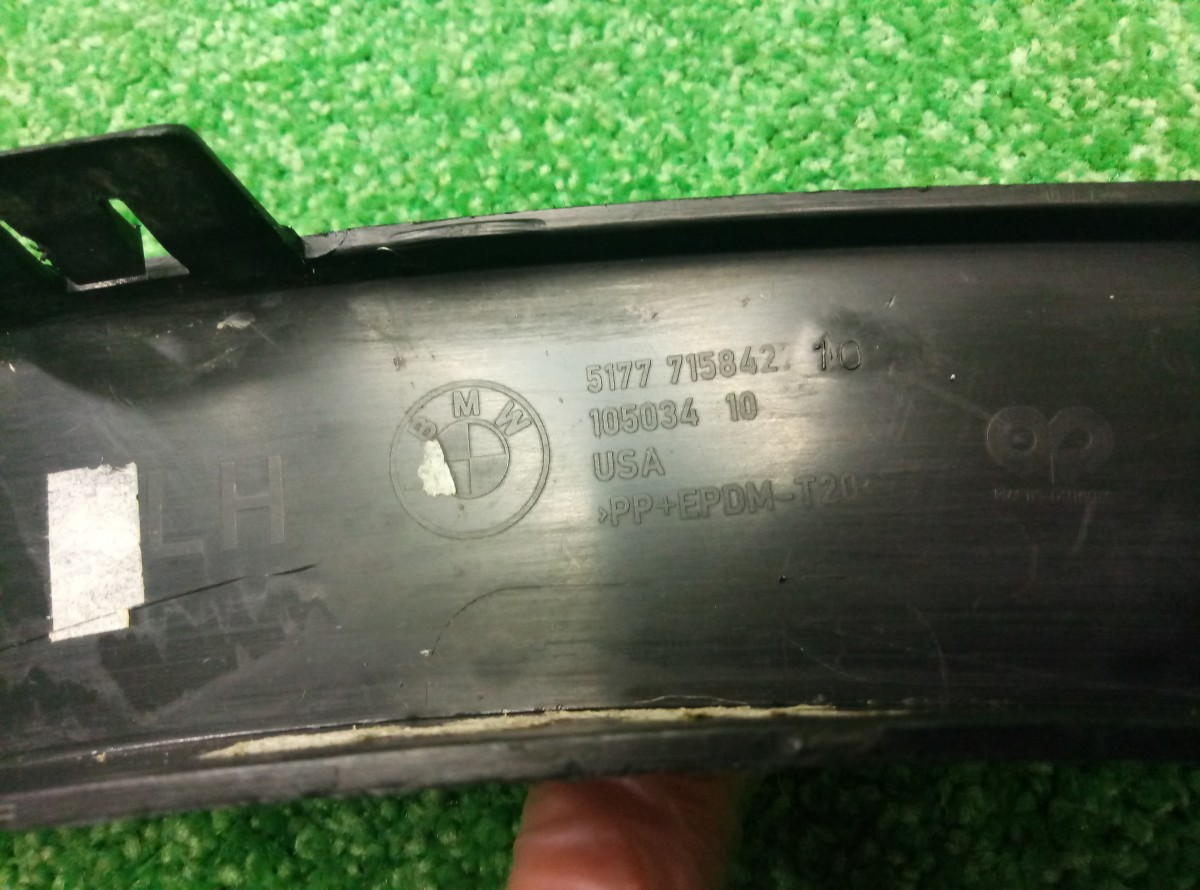 LH
BMW
5177 715842. 10
105034 10
USA
>PP+EPDM-T20<